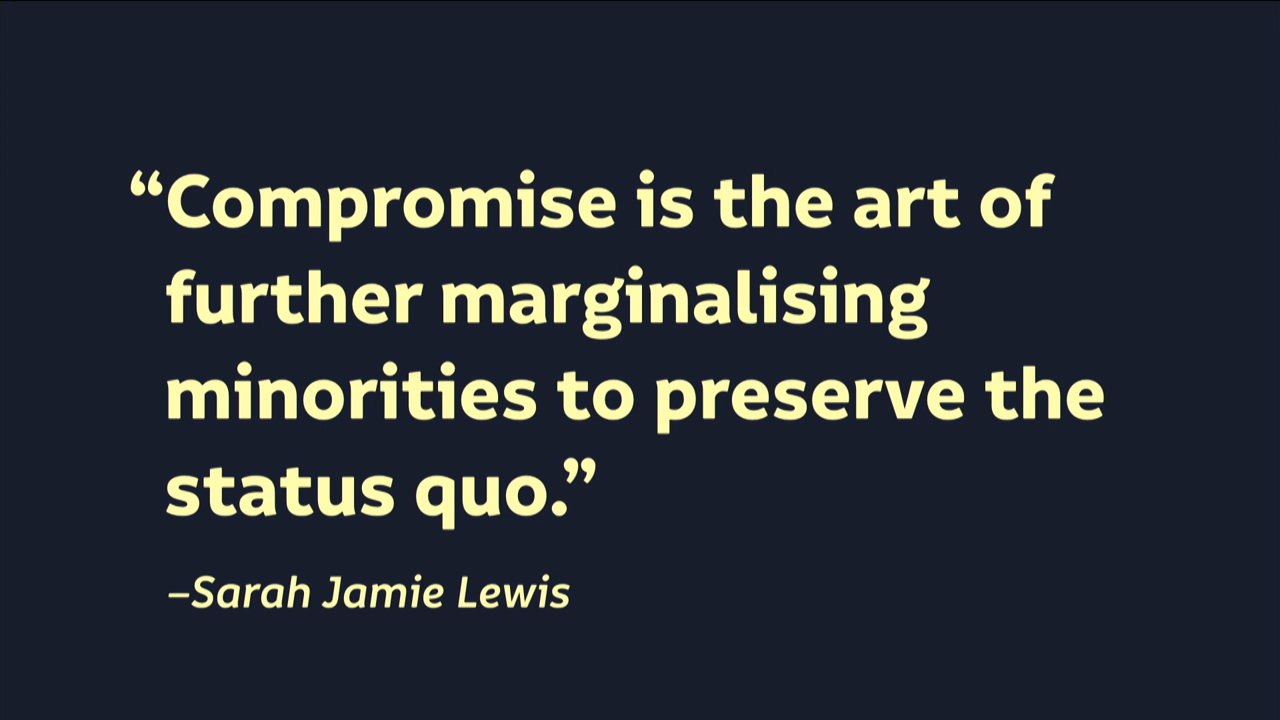 “Compromise is the art of
further marginalising
minorities to preserve the
status quo.”
–Sarah Jamie Lewis